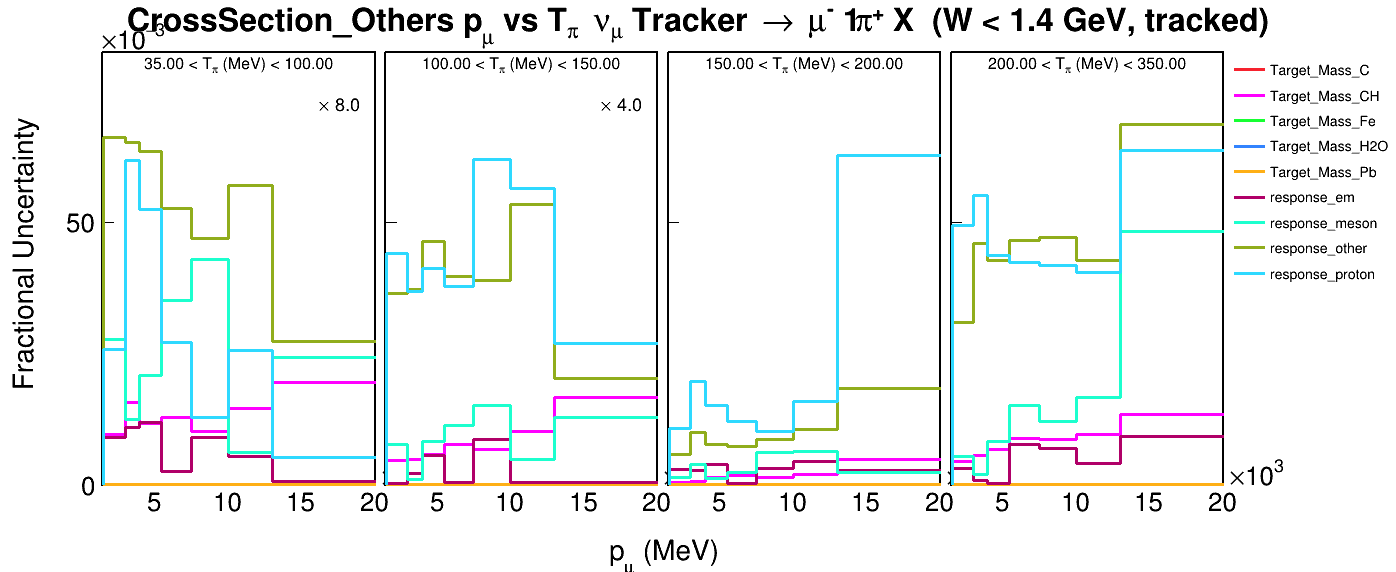 CrossSection_Others pμ vs Tπ νμ Tracker → μ⁻ 1π⁺ X (W < 1.4 GeV, tracked)
×10⁻³
35.00 < Tπ (MeV) < 100.00
100.00 < Tπ (MeV) < 150.00
150.00 < Tπ (MeV) < 200.00
200.00 < Tπ (MeV) < 350.00
× 8.0
× 4.0
Target_Mass_C
Target_Mass_CH
Target_Mass_Fe
Target_Mass_H2O
Target_Mass_Pb
response_em
response_meson
response_other
response_proton
Fractional Uncertainty
50
0
5 10 15 20
5 10 15 20
5 10 15 20
5 10 15 20
×10³
pμ (MeV)